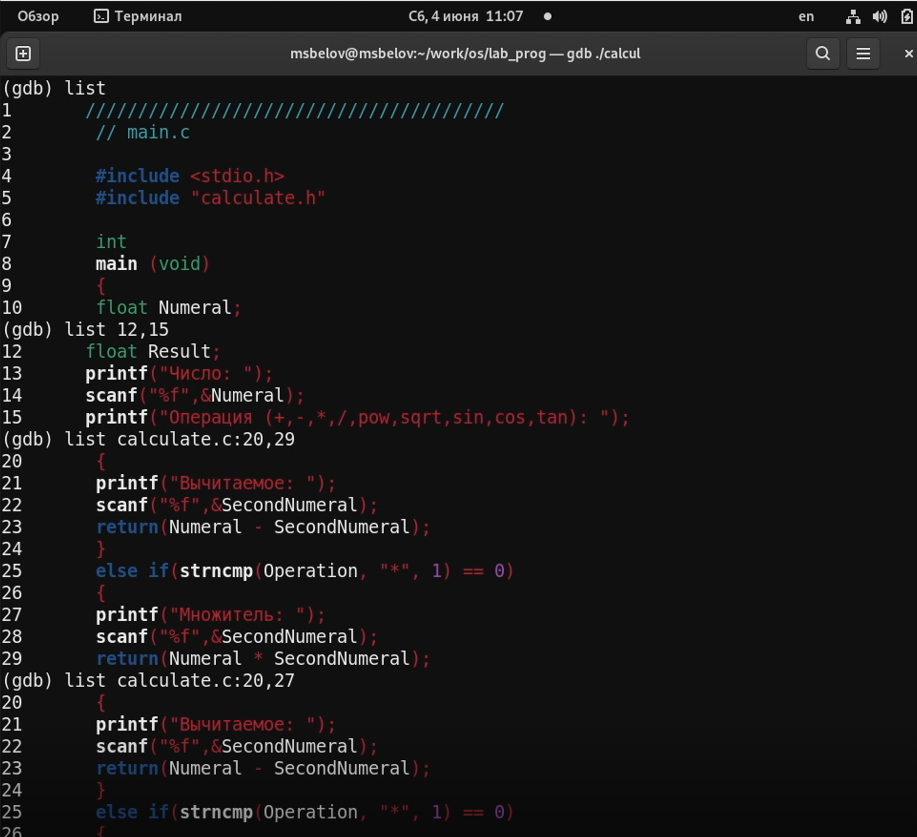 Обзор Терминал Сб, 4 июня 11:07 en
msbelov@msbelov:~/work/os/lab_prog — gdb ./calcul
(gdb) list
1 ////////////////////////////////////////
2 // main.c
3
4 #include <stdio.h>
5 #include "calculate.h"
6
7 int
8 main (void)
9 {
10 float Numeral;
(gdb) list 12,15
12 float Result;
13 printf("Число: ");
14 scanf("%f",&Numeral);
15 printf("Операция (+,-,*,/,pow,sqrt,sin,cos,tan): ");
(gdb) list calculate.c:20,29
20 {
21 printf("Вычитаемое: ");
22 scanf("%f",&SecondNumeral);
23 return(Numeral - SecondNumeral);
24 }
25 else if(strncmp(Operation, "*", 1) == 0)
26 {
27 printf("Множитель: ");
28 scanf("%f",&SecondNumeral);
29 return(Numeral * SecondNumeral);
(gdb) list calculate.c:20,27
20 {
21 printf("Вычитаемое: ");
22 scanf("%f",&SecondNumeral);
23 return(Numeral - SecondNumeral);
24 }
25 else if(strncmp(Operation, "*", 1) == 0)
26 {